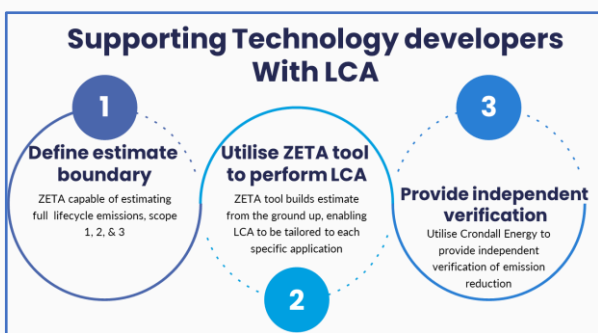 Supporting Technology developers
With LCA
1
Define estimate
boundary
ZETA capable of estimating
full lifecycle emissions, scope
1, 2, & 3
Utilise ZETA tool
to perform LCA
ZETA tool builds estimate
from the ground up, enabling
LCA to be tailored to each
specific application
2
3
Provide independent
verification
Utilise Crondall Energy to
provide independent
verification of emission
reduction